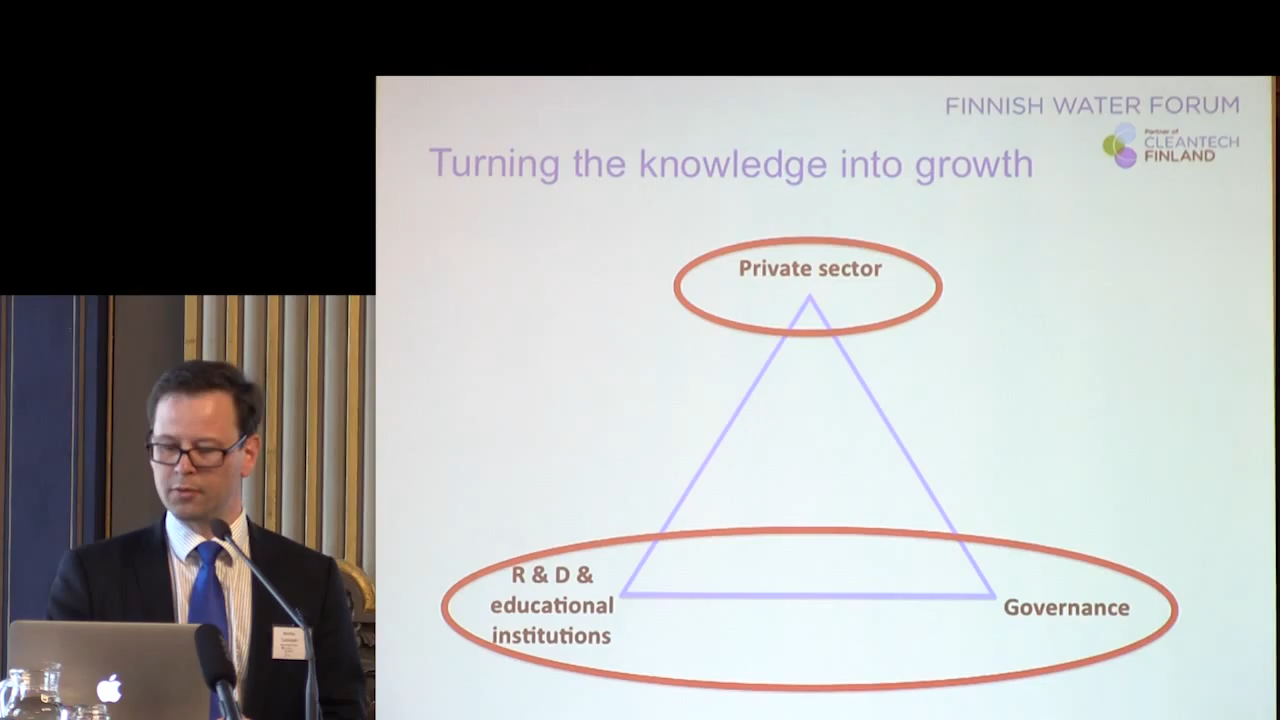 FINNISH WATER FORUM
Partner of
CLEANTECH
FINLAND
Turning the knowledge into growth
Private sector
R & D &
educational
institutions
Governance